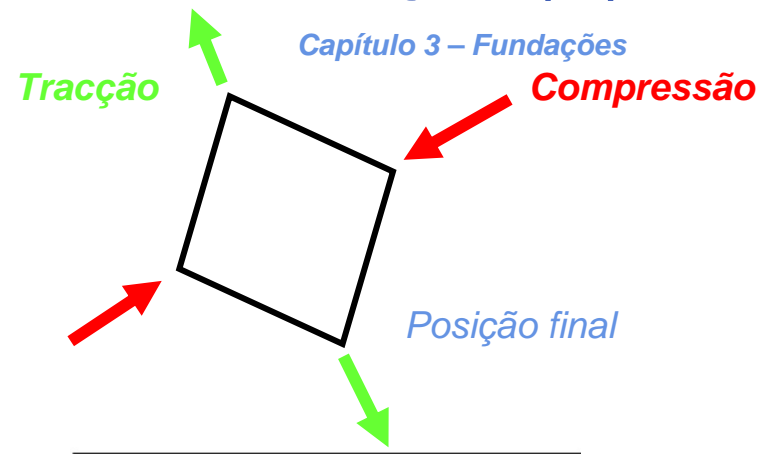 Capítulo 3 – Fundações
Tracção
Compressão
Posição final